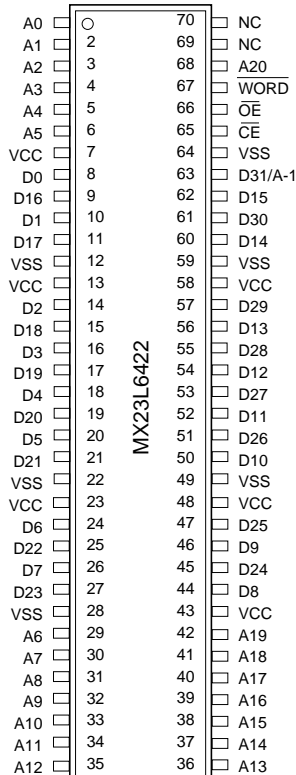 A0 70 NC
A1 2 69 NC
A2 3 68 A20
A3 4 67 WORD
A4 5 66 OE
A5 6 65 CE
VCC 7 64 VSS
D0 8 63 D31/A-1
D16 9 62 D15
D1 10 61 D30
D17 11 60 D14
VSS 12 59 VSS
VCC 13 58 VCC
D2 14 57 D29
D18 15 56 D13
D3 16 55 D28
D19 17 54 D12
D4 18 53 D27
D20 19 52 D11
D5 20 51 D26
D21 21 50 D10
VSS 22 49 VSS
VCC 23 48 VCC
D6 24 47 D25
D22 25 46 D9
D7 26 45 D24
D23 27 44 D8
VSS 28 43 VCC
A6 29 42 A19
A7 30 41 A18
A8 31 40 A17
A9 32 39 A16
A10 33 38 A15
A11 34 37 A14
A12 35 36 A13
MX23L6422